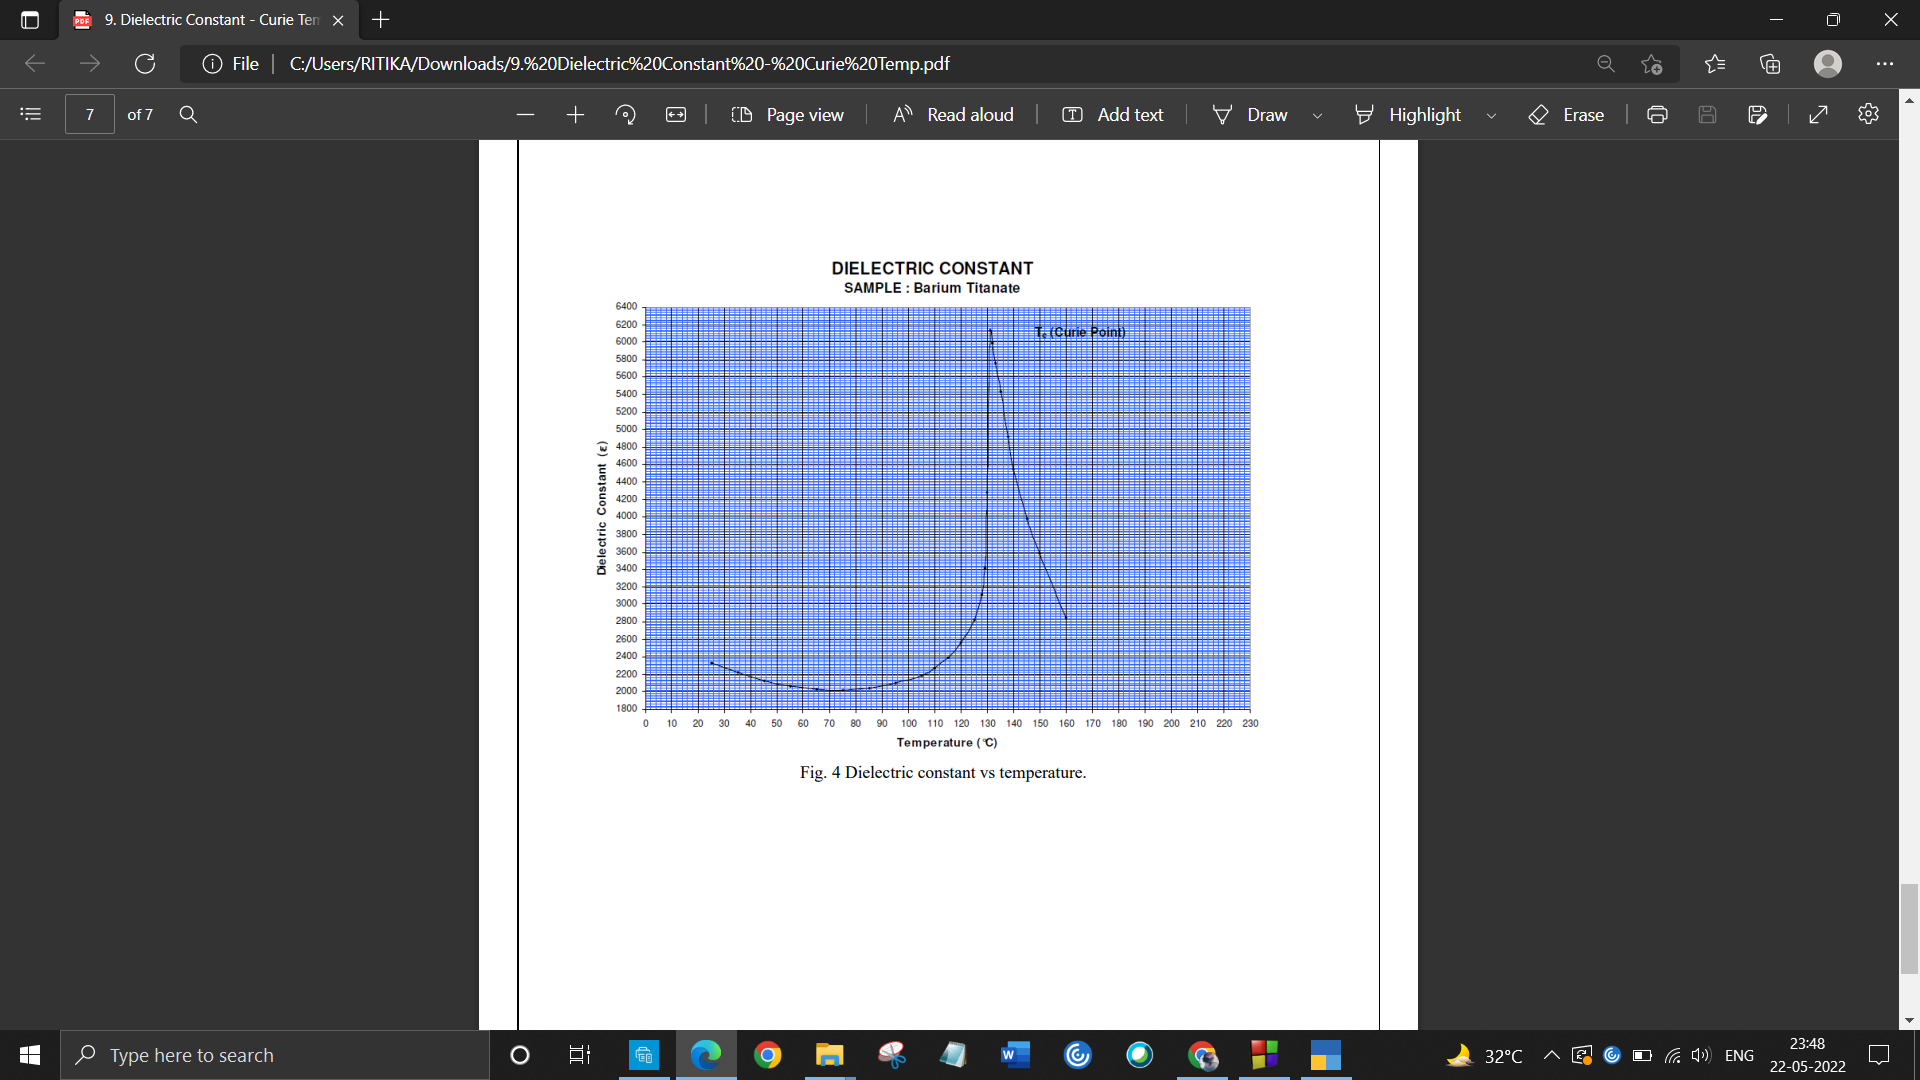 9. Dielectric Constant - Curie Tem
File
C:/Users/RITIKA/Downloads/9.%20Dielectric%20Constant%20-%20Curie%20Temp.pdf
7 of 7
Page view
Read aloud
Add text
Draw
Highlight
Erase
DIELECTRIC CONSTANT
SAMPLE : Barium Titanate
Tc (Curie Point)
Dielectric Constant (ε)
6400
6200
6000
5800
5600
5400
5200
5000
4800
4600
4400
4200
4000
3800
3600
3400
3200
3000
2800
2600
2400
2200
2000
1800
0 10 20 30 40 50 60 70 80 90 100 110 120 130 140 150 160 170 180 190 200 210 220 230
Temperature (°C)
Fig. 4 Dielectric constant vs temperature.
Type here to search
32°C
ENG
23:48
22-05-2022